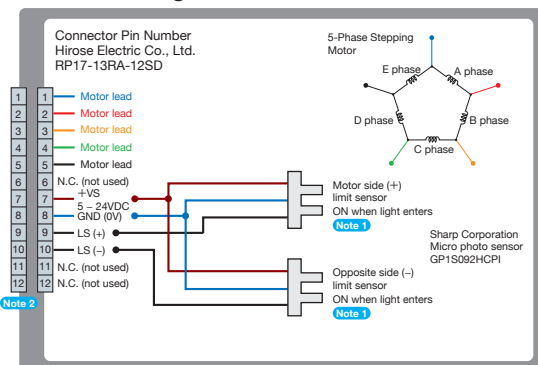 Connector Pin Number
Hirose Electric Co., Ltd.
RP17-13RA-12SD
5-Phase Stepping
Motor
E phase
A phase
D phase
B phase
C phase
1 1 Motor lead
2 2 Motor lead
3 3 Motor lead
4 4 Motor lead
5 5 Motor lead
6 6 N.C. (not used)
7 7 +VS
5 – 24VDC
8 8 GND (0V)
9 9 LS (+)
10 10 LS (–)
11 11 N.C. (not used)
12 12 N.C. (not used)
Note 2
Motor side (+)
limit sensor
ON when light enters
Note 1
Sharp Corporation
Micro photo sensor
GP1S092HCPI
Opposite side (–)
limit sensor
ON when light enters
Note 1